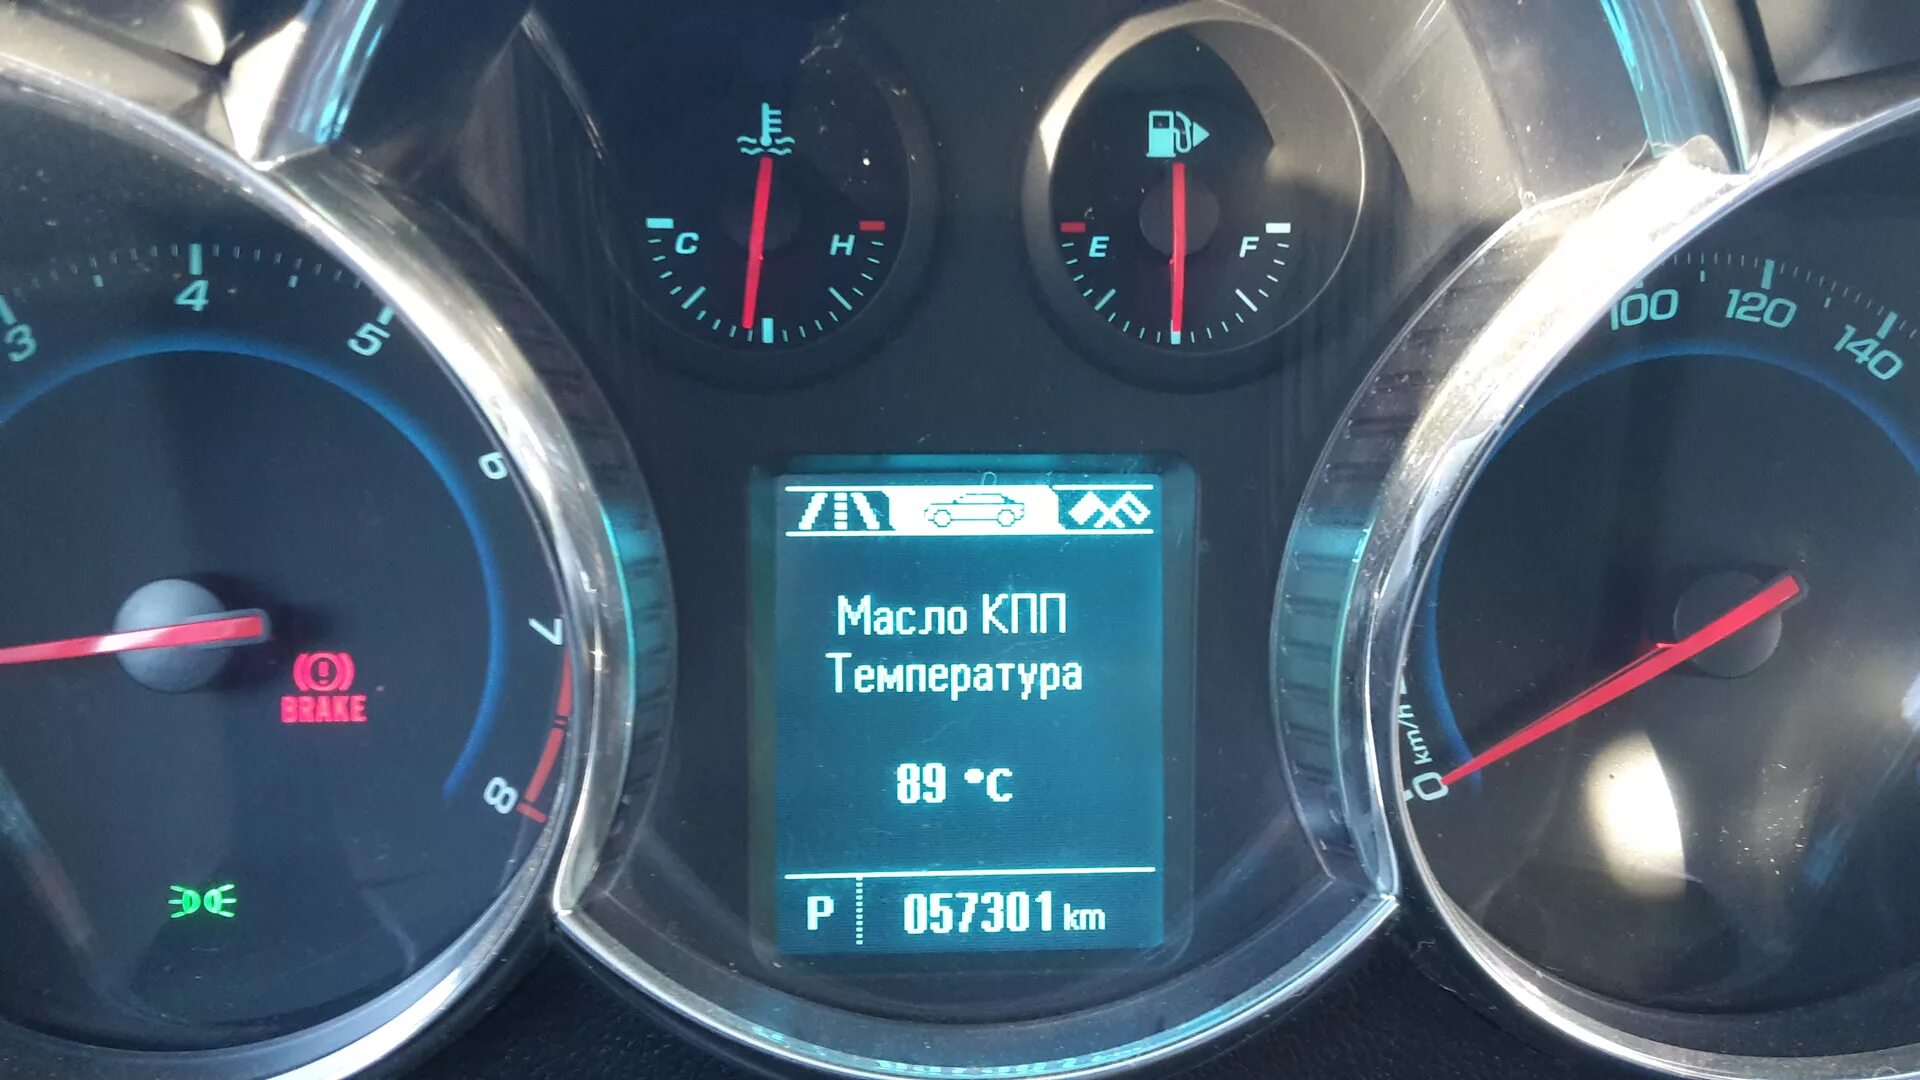 C H
E F
3 4 5 6 7 8
100 120 140
BRAKE
Масло КПП
Температура
89 °C
P 057301 km
0 km/h